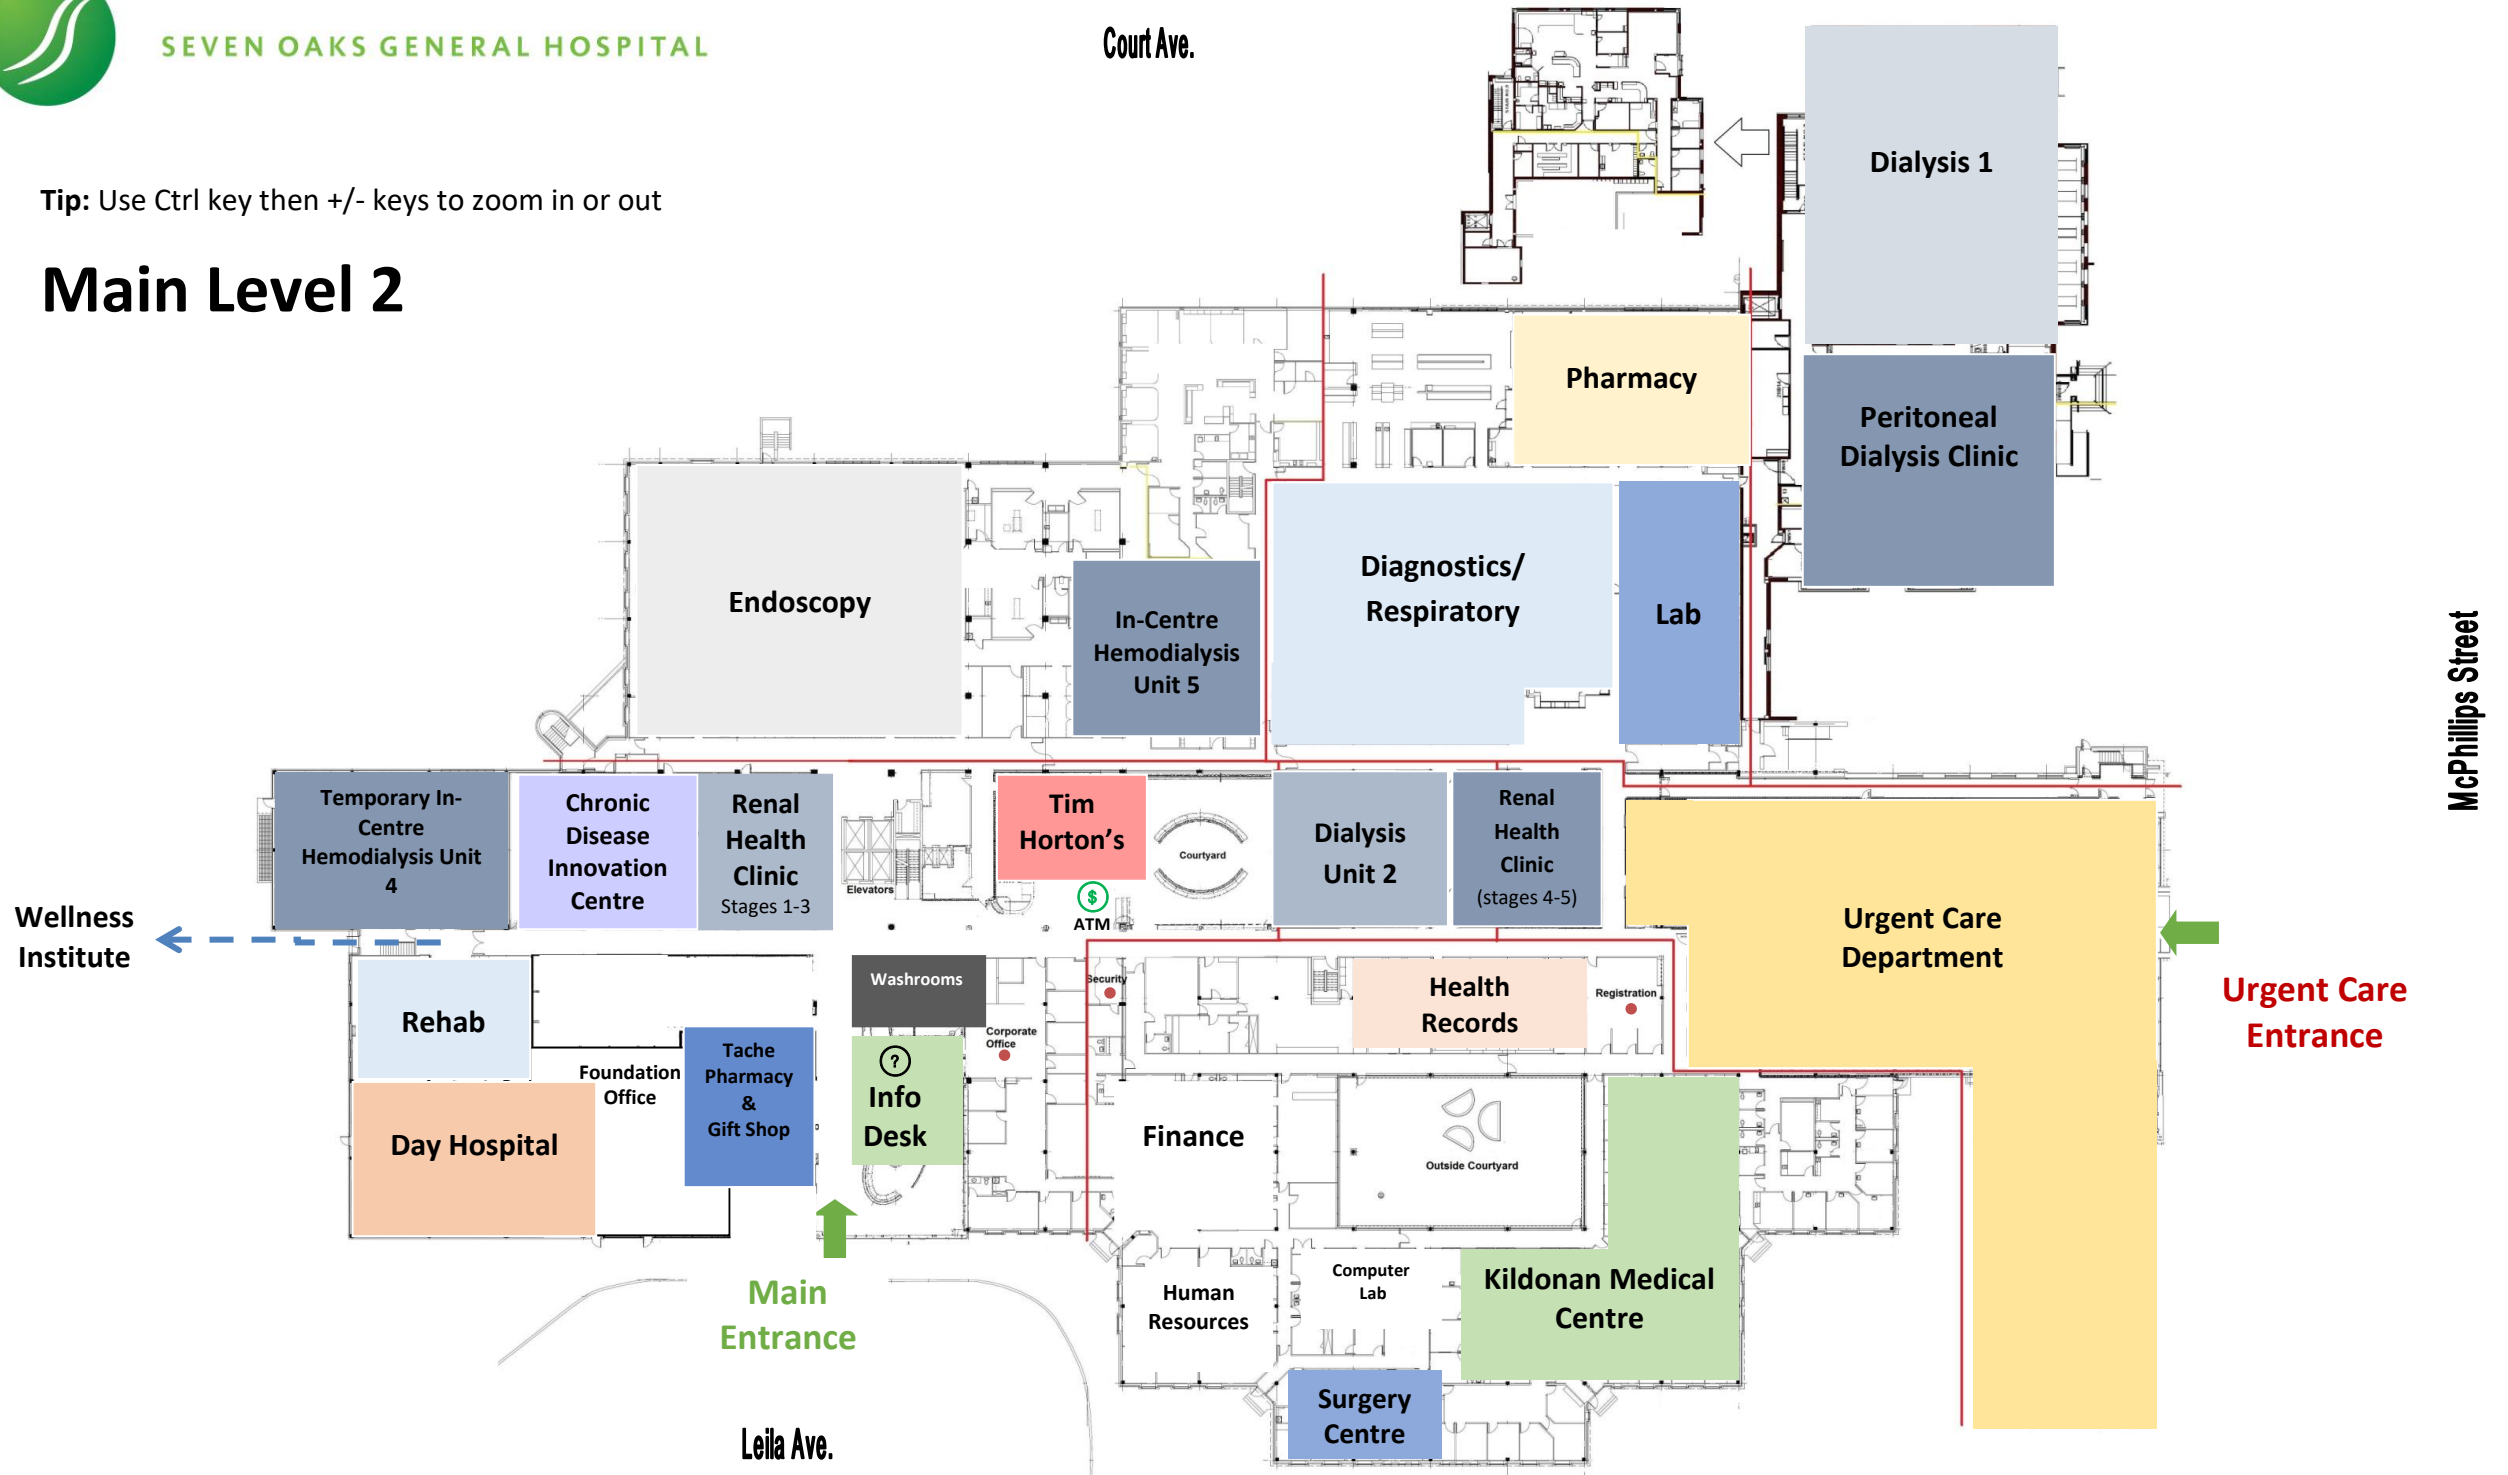 SEVEN OAKS GENERAL HOSPITAL
Court Ave.
Tip: Use Ctrl key then +/- keys to zoom in or out
Main Level 2
Dialysis 1
Pharmacy
Peritoneal
Dialysis Clinic
Endoscopy
In-Centre
Hemodialysis
Unit 5
Diagnostics/
Respiratory
Lab
McPhillips Street
Temporary In-
Centre
Hemodialysis Unit
4
Chronic
Disease
Innovation
Centre
Renal
Health
Clinic
Stages 1-3
Elevators
Tim
Horton’s
$
ATM
Courtyard
Dialysis
Unit 2
Renal
Health
Clinic
(stages 4-5)
Urgent Care
Department
Wellness
Institute
Urgent Care
Entrance
Rehab
Washrooms
Security
Corporate
Office
Health
Records
Registration
Foundation
Office
Tache
Pharmacy
&
Gift Shop
?
Info
Desk
Day Hospital
Finance
Outside Courtyard
Main
Entrance
Human
Resources
Computer
Lab
Kildonan Medical
Centre
Surgery
Centre
Leila Ave.